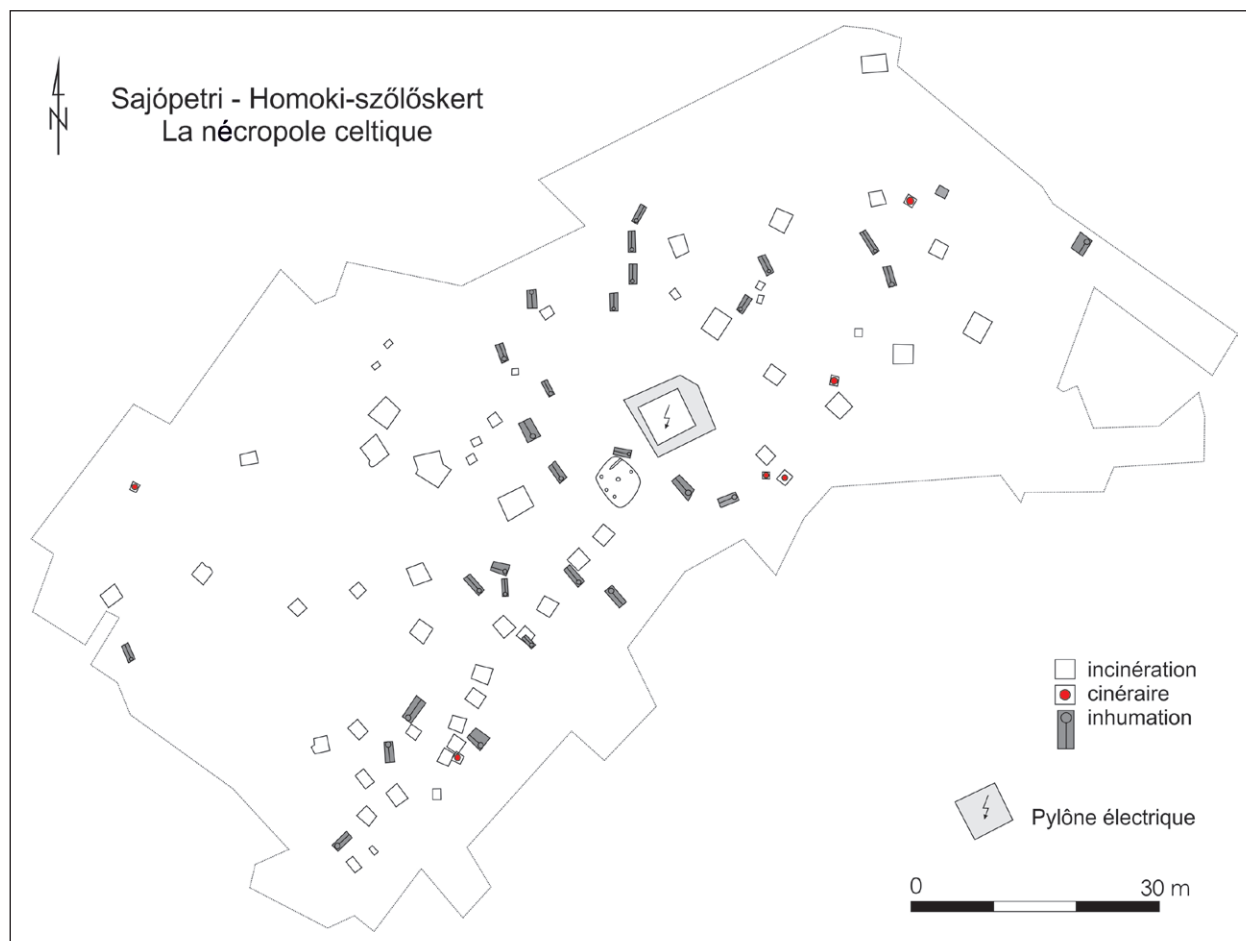 N
Sajópetri - Homoki-szőlőskert
La nécropole celtique
incinération
cinéraire
inhumation
Pylône électrique
0 30 m